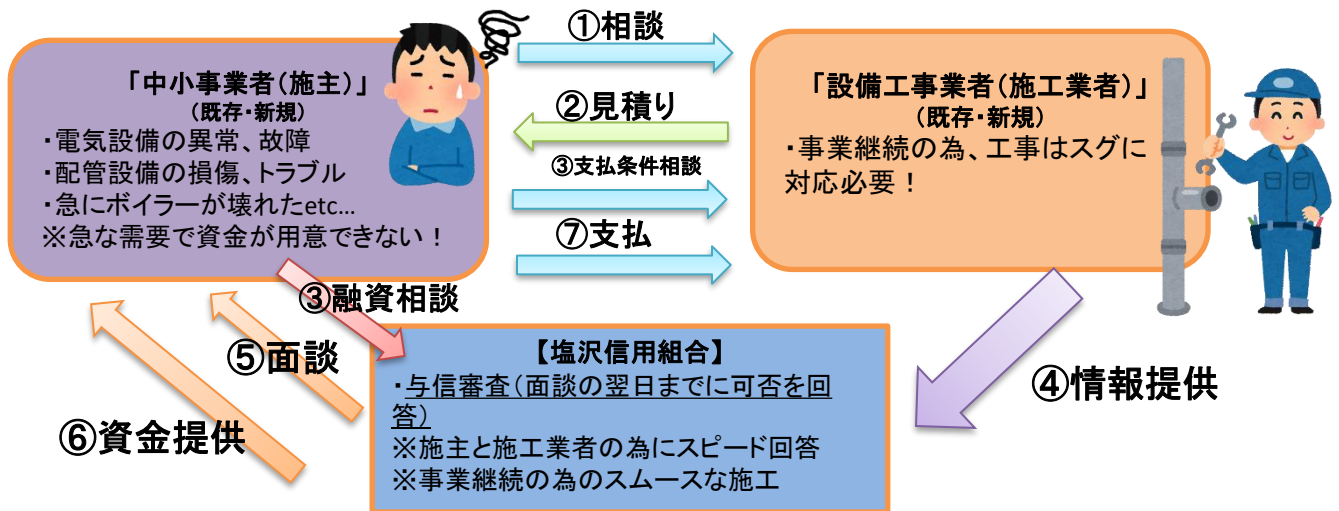 ①相談
「中小事業者(施主)」
(既存・新規)
・電気設備の異常、故障
・配管設備の損傷、トラブル
・急にボイラーが壊れたetc…
※急な需要で資金が用意できない！
②見積り
③支払条件相談
⑦支払
「設備工事業者(施工業者)」
(既存・新規)
・事業継続の為、工事はスグに
対応必要！
③融資相談
⑤面談
⑥資金提供
④情報提供
【塩沢信用組合】
・与信審査(面談の翌日までに可否を回
答)
※施主と施工業者の為にスピード回答
※事業継続の為のスムースな施工